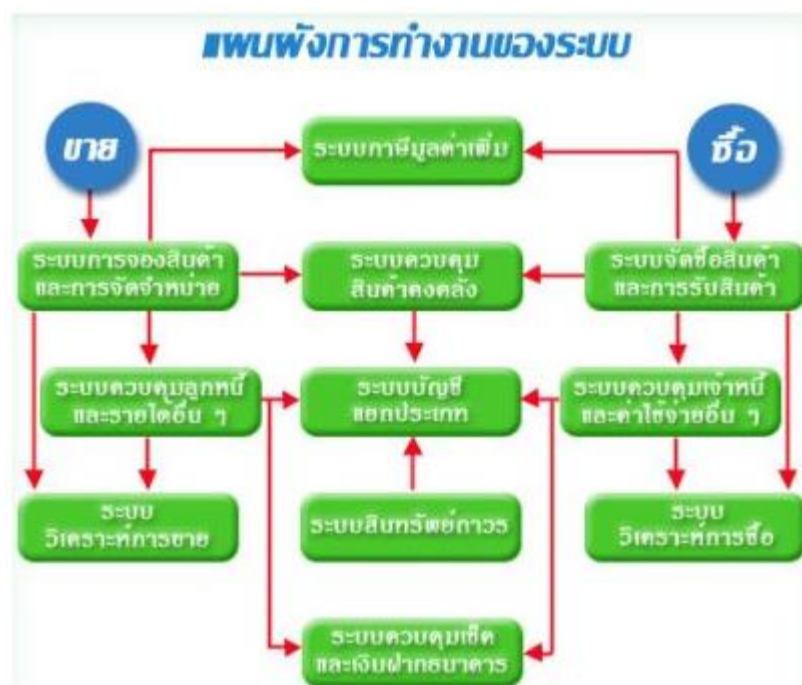 แผนผังการทำงานของระบบ
ขาย
ระบบภาษีมูลค่าเพิ่ม
ซื้อ
ระบบการจองสินค้า
และการจัดจำหน่าย
ระบบควบคุม
สินค้าคงคลัง
ระบบจัดซื้อสินค้า
และการรับสินค้า
ระบบควบคุมลูกหนี้
และรายได้อื่น ๆ
ระบบบัญชี
แยกประเภท
ระบบควบคุมเจ้าหนี้
และค่าใช้จ่ายอื่น ๆ
ระบบ
วิเคราะห์การขาย
ระบบสินทรัพย์ถาวร
ระบบ
วิเคราะห์การซื้อ
ระบบควบคุมเช็ค
และเงินฝากธนาคาร